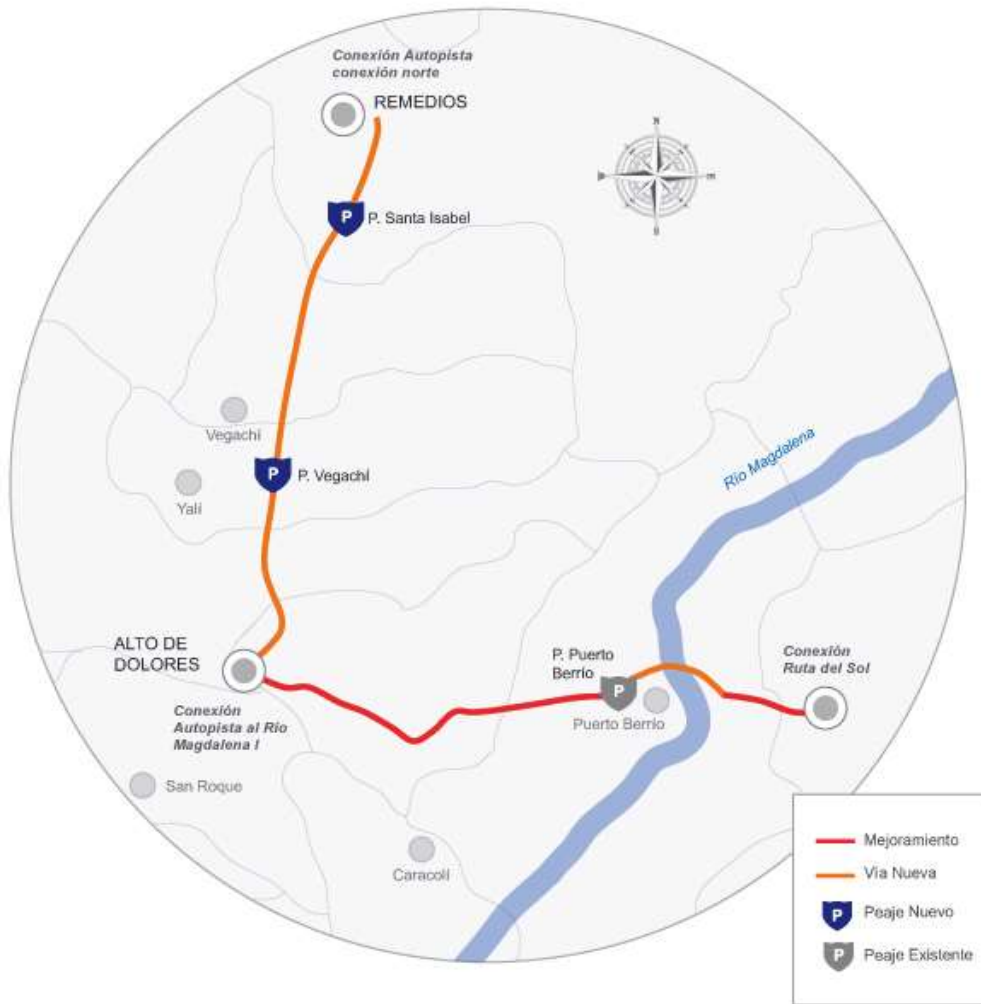 Conexión Autopista
conexión norte
REMEDIOS
N
P
P. Santa Isabel
Vegachi
Río Magdalena
P
P. Vegachí
Yalí
ALTO DE
DOLORES
P. Puerto
Berrío
P
Conexión
Ruta del Sol
Conexión
Autopista al Río
Magdalena I
Puerto Berrío
San Roque
Caracolí
Mejoramiento
Vía Nueva
P
Peaje Nuevo
P
Peaje Existente